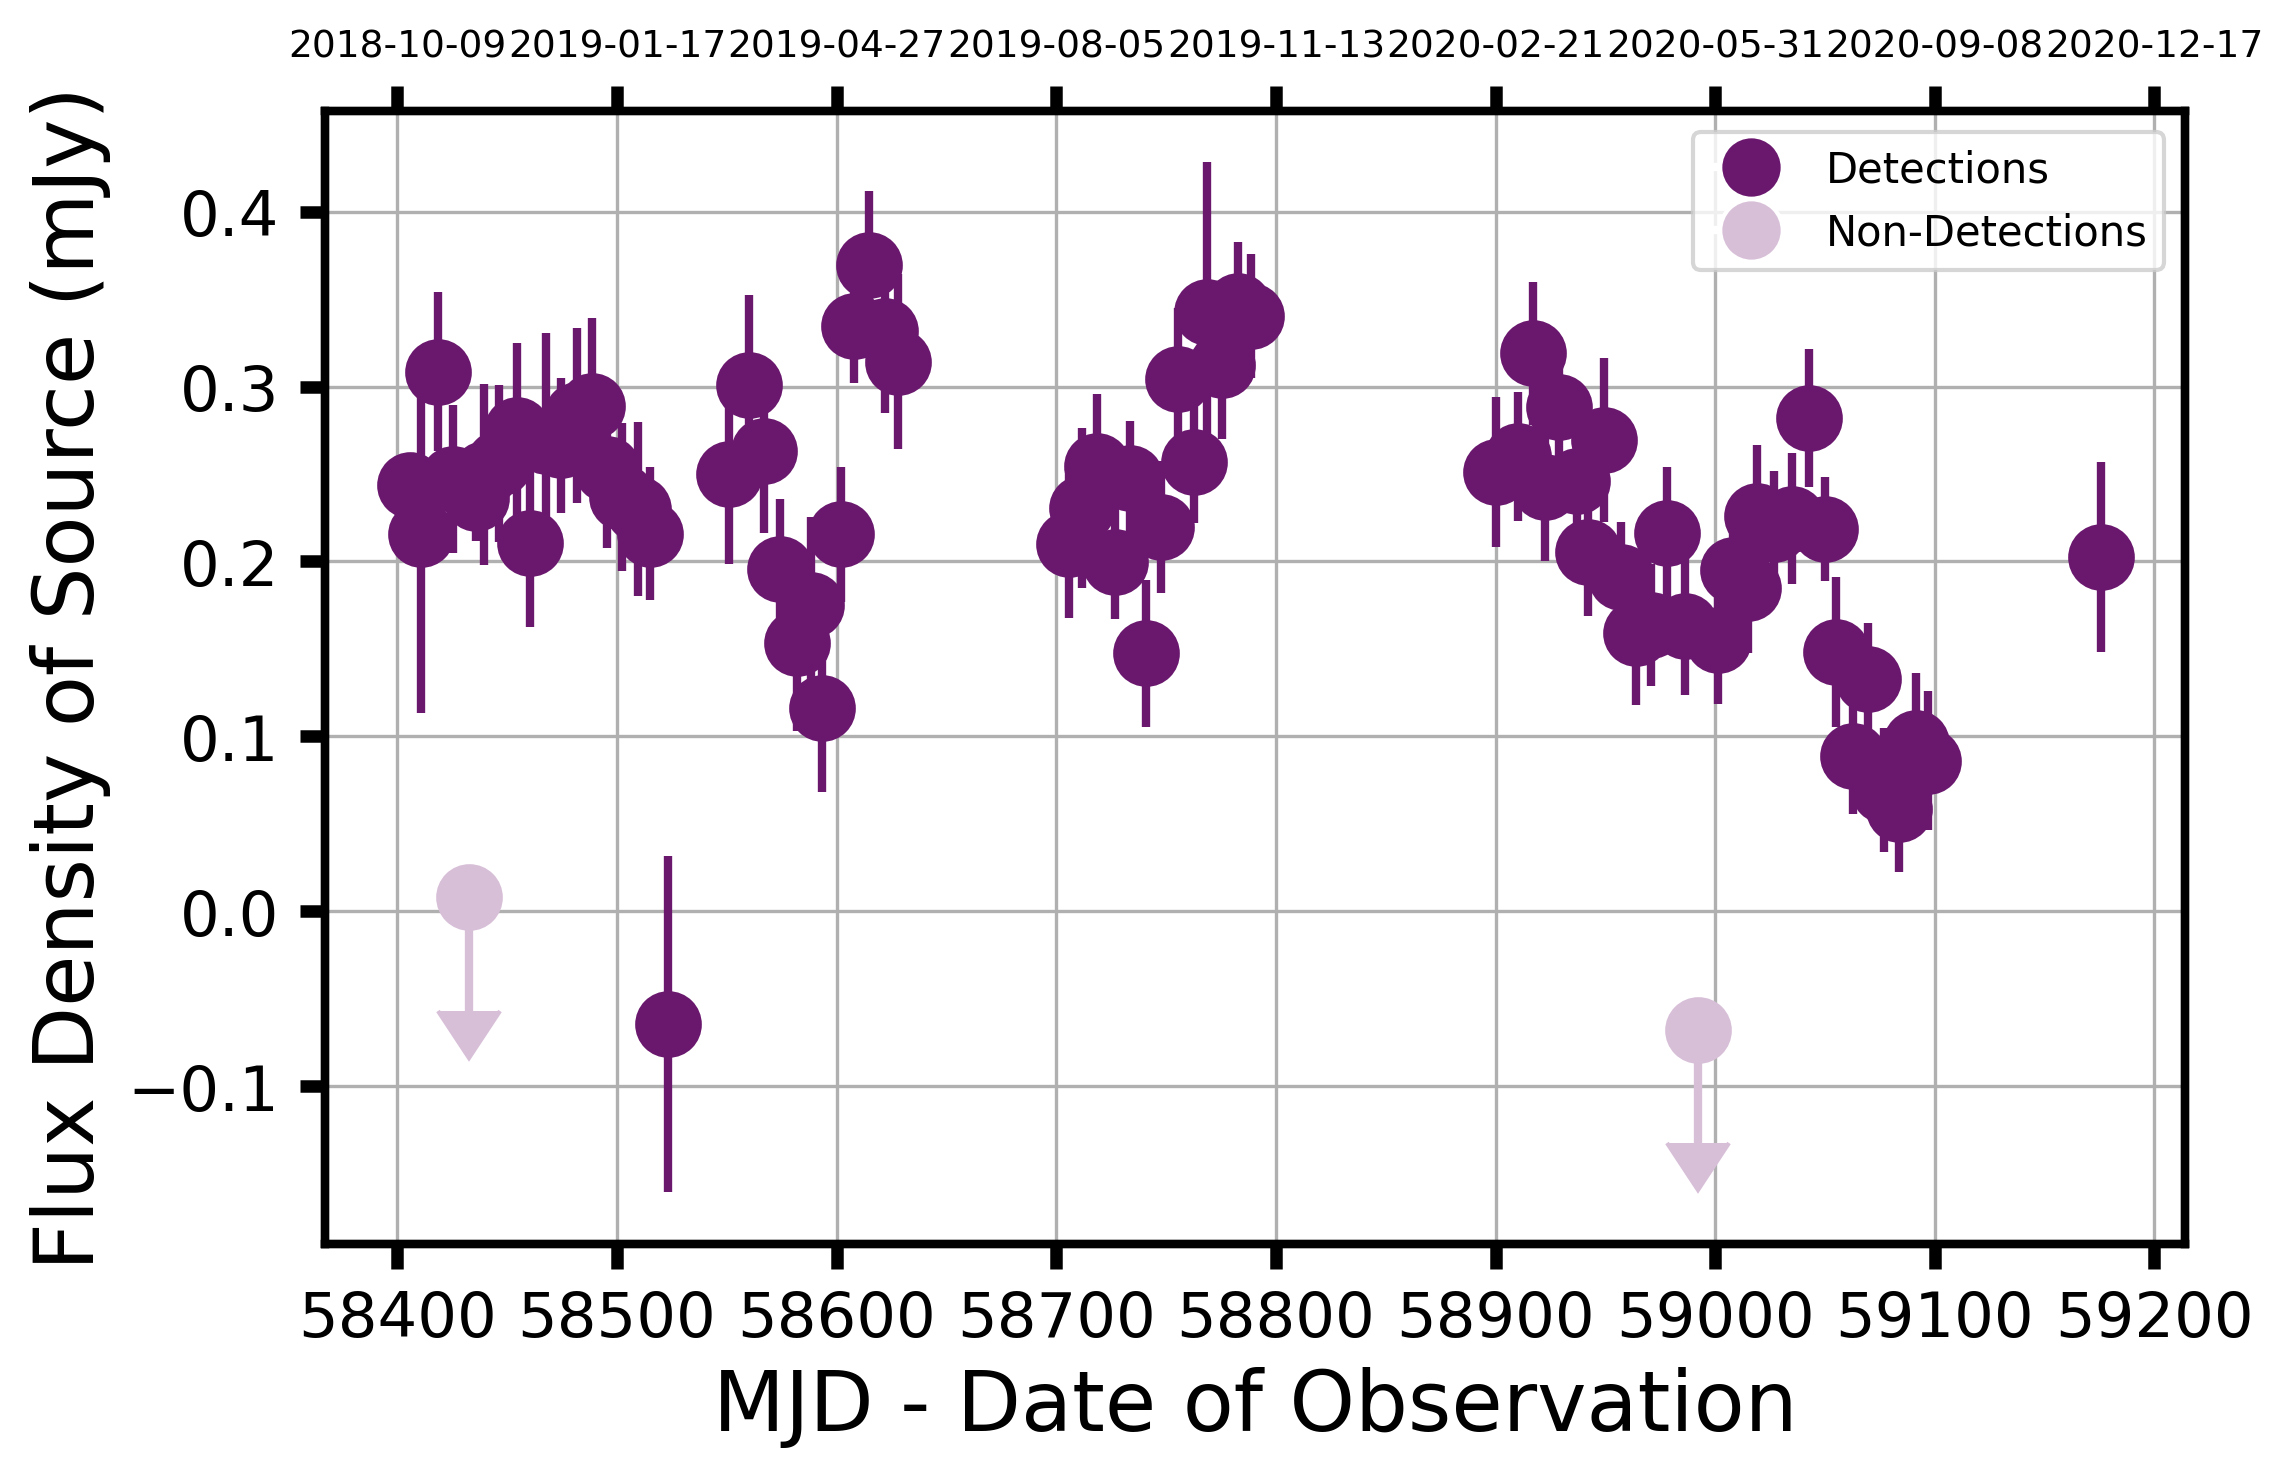 2018-10-09 2019-01-17 2019-04-27 2019-08-05 2019-11-13 2020-02-21 2020-05-31 2020-09-08 2020-12-17
Detections
Non-Detections
Flux Density of Source (mJy)
0.4
0.3
0.2
0.1
0.0
−0.1
58400 58500 58600 58700 58800 58900 59000 59100 59200
MJD - Date of Observation